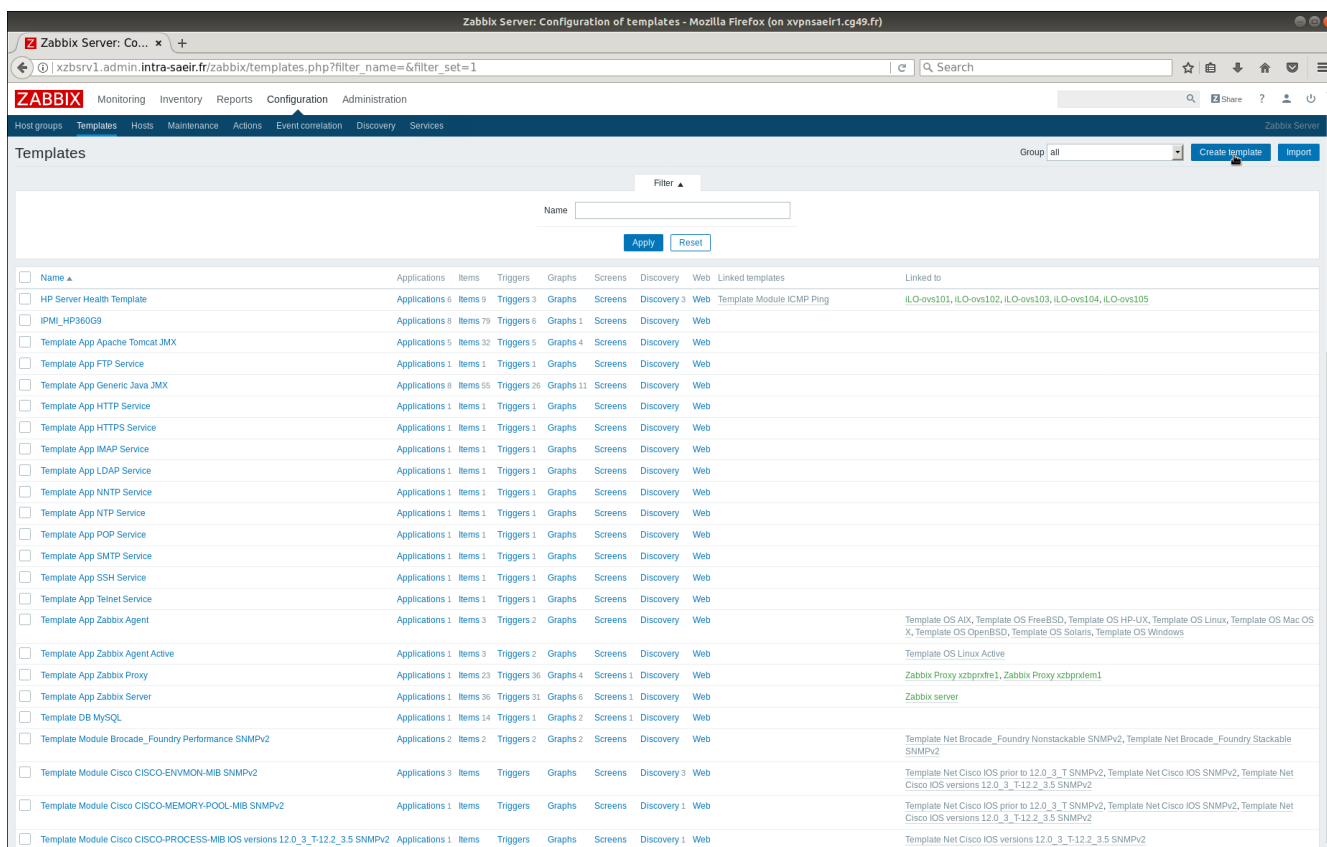 Zabbix Server: Configuration of templates - Mozilla Firefox (on xvpnsaeir1.cg49.fr)
Zabbix Server: Co... × +
xzbsrv1.admin.intra-saeir.fr/zabbix/templates.php?filter_name=&filter_set=1 Search
ZABBIX Monitoring Inventory Reports Configuration Administration Z Share ?
Host groups Templates Hosts Maintenance Actions Event correlation Discovery Services Zabbix Server
Templates Group all Create template Import
Filter ▲
Name
Apply Reset
Name ▲ Applications Items Triggers Graphs Screens Discovery Web Linked templates Linked to
HP Server Health Template Applications 6 Items 9 Triggers 3 Graphs Screens Discovery 3 Web Template Module ICMP Ping iLO-ovs101, iLO-ovs102, iLO-ovs103, iLO-ovs104, iLO-ovs105
IPMI_HP360G9 Applications 8 Items 79 Triggers 6 Graphs 1 Screens Discovery Web
Template App Apache Tomcat JMX Applications 5 Items 32 Triggers 5 Graphs 4 Screens Discovery Web
Template App FTP Service Applications 1 Items 1 Triggers 1 Graphs Screens Discovery Web
Template App Generic Java JMX Applications 8 Items 55 Triggers 26 Graphs 11 Screens Discovery Web
Template App HTTP Service Applications 1 Items 1 Triggers 1 Graphs Screens Discovery Web
Template App HTTPS Service Applications 1 Items 1 Triggers 1 Graphs Screens Discovery Web
Template App IMAP Service Applications 1 Items 1 Triggers 1 Graphs Screens Discovery Web
Template App LDAP Service Applications 1 Items 1 Triggers 1 Graphs Screens Discovery Web
Template App NNTP Service Applications 1 Items 1 Triggers 1 Graphs Screens Discovery Web
Template App NTP Service Applications 1 Items 1 Triggers 1 Graphs Screens Discovery Web
Template App POP Service Applications 1 Items 1 Triggers 1 Graphs Screens Discovery Web
Template App SMTP Service Applications 1 Items 1 Triggers 1 Graphs Screens Discovery Web
Template App SSH Service Applications 1 Items 1 Triggers 1 Graphs Screens Discovery Web
Template App Telnet Service Applications 1 Items 1 Triggers 1 Graphs Screens Discovery Web
Template App Zabbix Agent Applications 1 Items 3 Triggers 2 Graphs Screens Discovery Web Template OS AIX, Template OS FreeBSD, Template OS HP-UX, Template OS Linux, Template OS Mac OS
X, Template OS OpenBSD, Template OS Solaris, Template OS Windows
Template App Zabbix Agent Active Applications 1 Items 3 Triggers 2 Graphs Screens Discovery Web Template OS Linux Active
Template App Zabbix Proxy Applications 1 Items 23 Triggers 36 Graphs 4 Screens 1 Discovery Web Zabbix Proxy xzbprxfre1, Zabbix Proxy xzbprxlem1
Template App Zabbix Server Applications 1 Items 36 Triggers 31 Graphs 6 Screens 1 Discovery Web Zabbix server
Template DB MySQL Applications 1 Items 14 Triggers 1 Graphs 2 Screens 1 Discovery Web
Template Module Brocade_Foundry Performance SNMPv2 Applications 2 Items 2 Triggers 2 Graphs 2 Screens Discovery Web Template Net Brocade_Foundry Nonstackable SNMPv2, Template Net Brocade_Foundry Stackable
SNMPv2
Template Module Cisco CISCO-ENVMON-MIB SNMPv2 Applications 3 Items Triggers Graphs Screens Discovery 3 Web Template Net Cisco IOS prior to 12.0_3_T SNMPv2, Template Net Cisco IOS SNMPv2, Template Net
Cisco IOS versions 12.0_3_T-12.2_3.5 SNMPv2
Template Module Cisco CISCO-MEMORY-POOL-MIB SNMPv2 Applications 1 Items Triggers Graphs Screens Discovery 1 Web Template Net Cisco IOS prior to 12.0_3_T SNMPv2, Template Net Cisco IOS SNMPv2, Template Net
Cisco IOS versions 12.0_3_T-12.2_3.5 SNMPv2
Template Module Cisco CISCO-PROCESS-MIB IOS versions 12.0_3_T-12.2_3.5 SNMPv2 Applications 1 Items Triggers Graphs Screens Discovery 1 Web Template Net Cisco IOS versions 12.0_3_T-12.2_3.5 SNMPv2